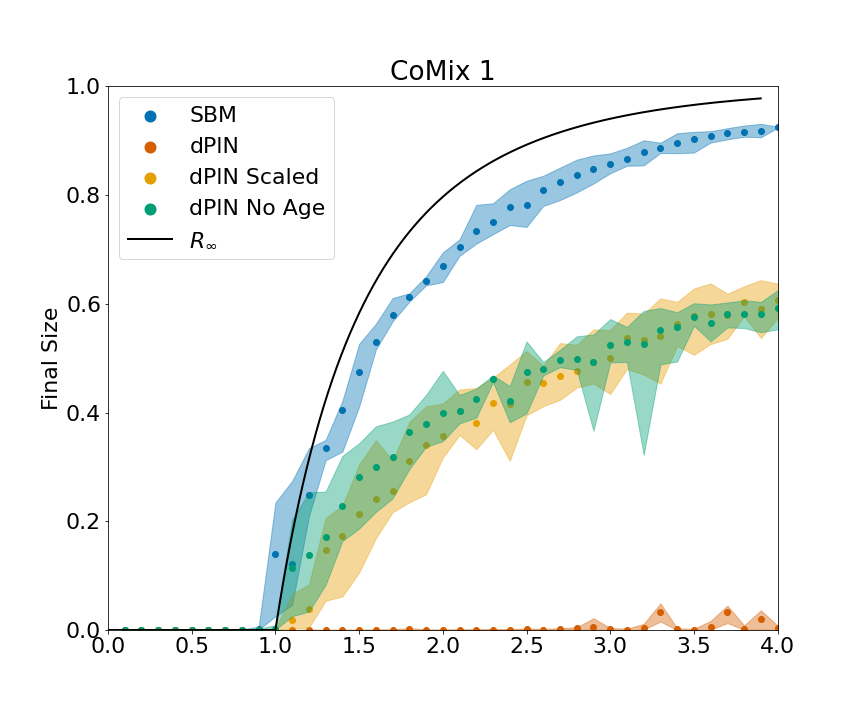 CoMix 1
1.0
0.8
0.6
0.4
0.2
0.0
Final Size
SBM
dPIN
dPIN Scaled
dPIN No Age
R∞
0.0 0.5 1.0 1.5 2.0 2.5 3.0 3.5 4.0